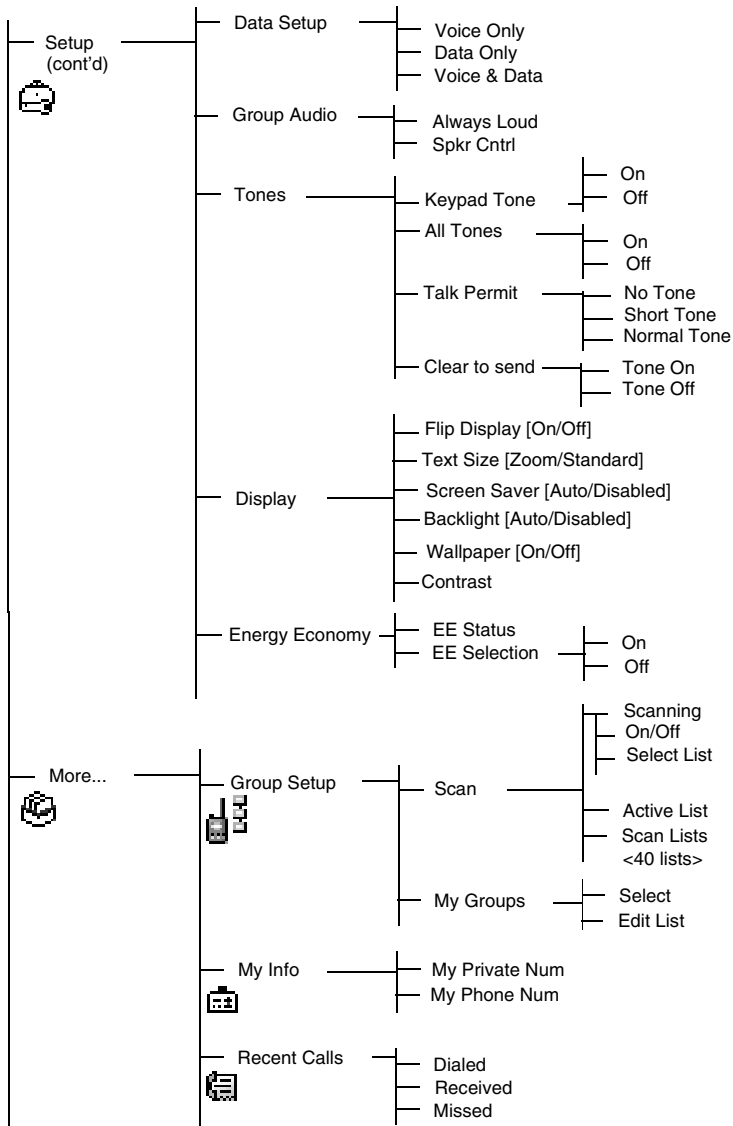 Setup
(cont'd)
Data Setup
Voice Only
Data Only
Voice & Data
Group Audio
Always Loud
Spkr Cntrl
Tones
Keypad Tone
On
Off
All Tones
On
Off
Talk Permit
No Tone
Short Tone
Normal Tone
Clear to send
Tone On
Tone Off
Display
Flip Display [On/Off]
Text Size [Zoom/Standard]
Screen Saver [Auto/Disabled]
Backlight [Auto/Disabled]
Wallpaper [On/Off]
Contrast
Energy Economy
EE Status
EE Selection
On
Off
More...
Group Setup
Scan
Scanning
On/Off
Select List
Active List
Scan Lists
<40 lists>
My Groups
Select
Edit List
My Info
My Private Num
My Phone Num
Recent Calls
Dialed
Received
Missed